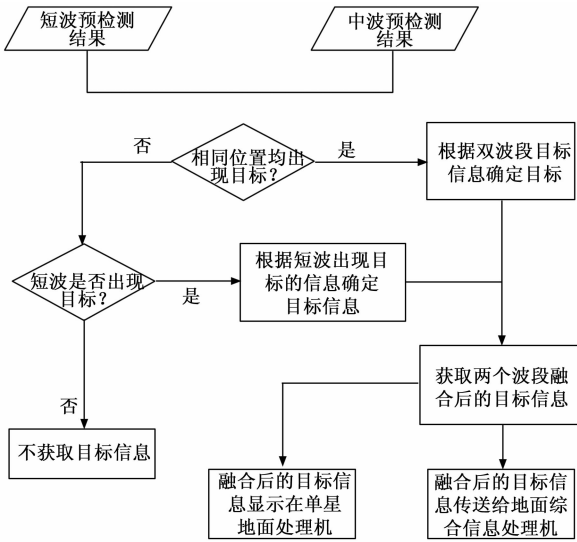 短波预检测
结果
中波预检测
结果
否
相同位置均出
现目标？
是
根据双波段目标
信息确定目标
短波是否出现
目标？
是
根据短波出现目
标的信息确定
目标信息
获取两个波段融
合后的目标信息
否
不获取目标信息
融合后的目标信
息显示在单星
地面处理机
融合后的目标信
息传送给地面综
合信息处理机